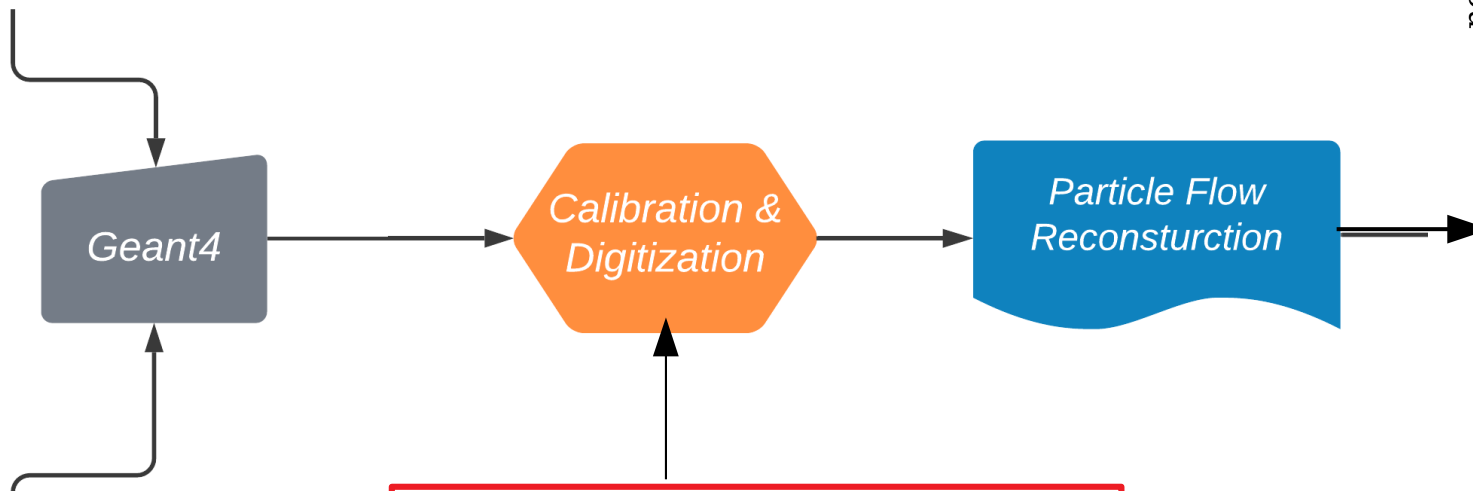 Geant4
Calibration &
Digitization
Particle Flow
Reconsturction